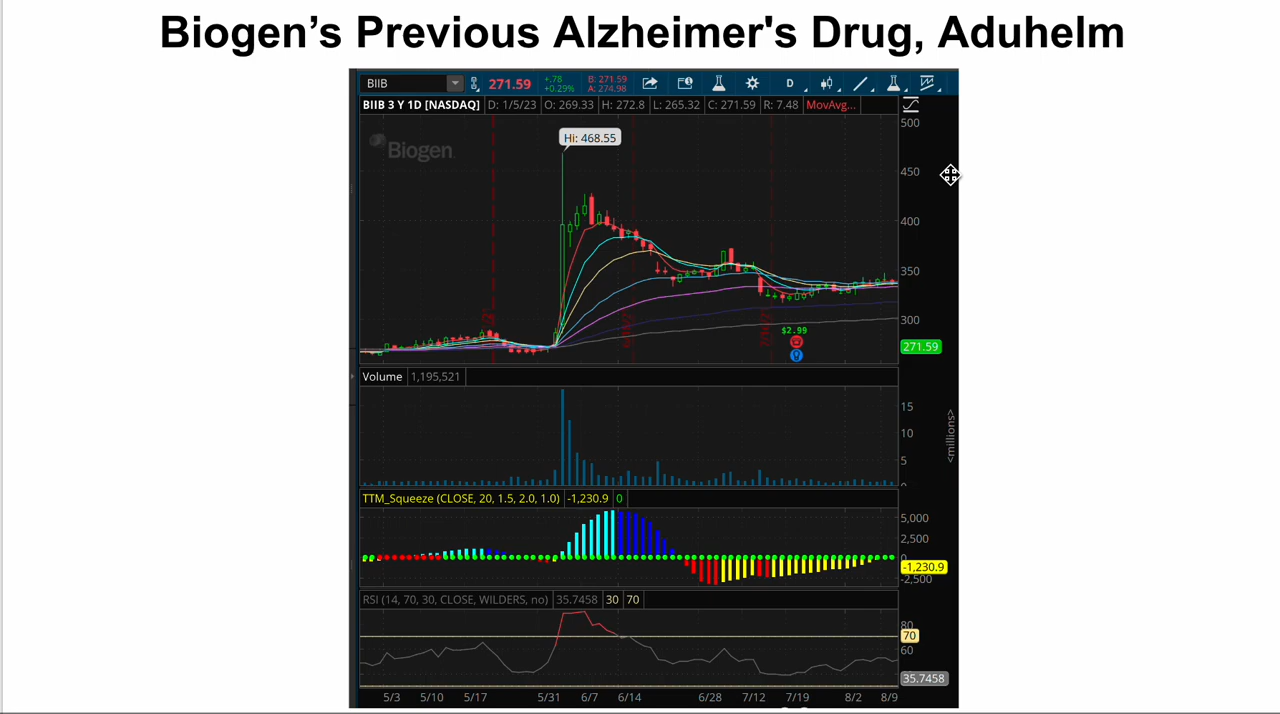 Biogen’s Previous Alzheimer's Drug, Aduhelm
BIIB
271.59
+.78
+0.29%
B: 271.59
A: 274.98
D
BIIB 3 Y 1D [NASDAQ]
D: 1/5/23
O: 269.33
H: 272.8
L: 265.32
C: 271.59
R: 7.48
MovAvg...
Biogen
Hi: 468.55
500
450
400
350
300
271.59
$2.99
Volume
1,195,521
15
10
5
<millions>
TTM_Squeeze (CLOSE, 20, 1.5, 2.0, 1.0)
-1,230.9
0
5,000
2,500
0
-1,230.9
-2,500
RSI (14, 70, 30, CLOSE, WILDERS, no)
35.7458
30
70
80
70
60
35.7458
5/3 5/10 5/17 5/31 6/7 6/14 6/28 7/12 7/19 8/2 8/9